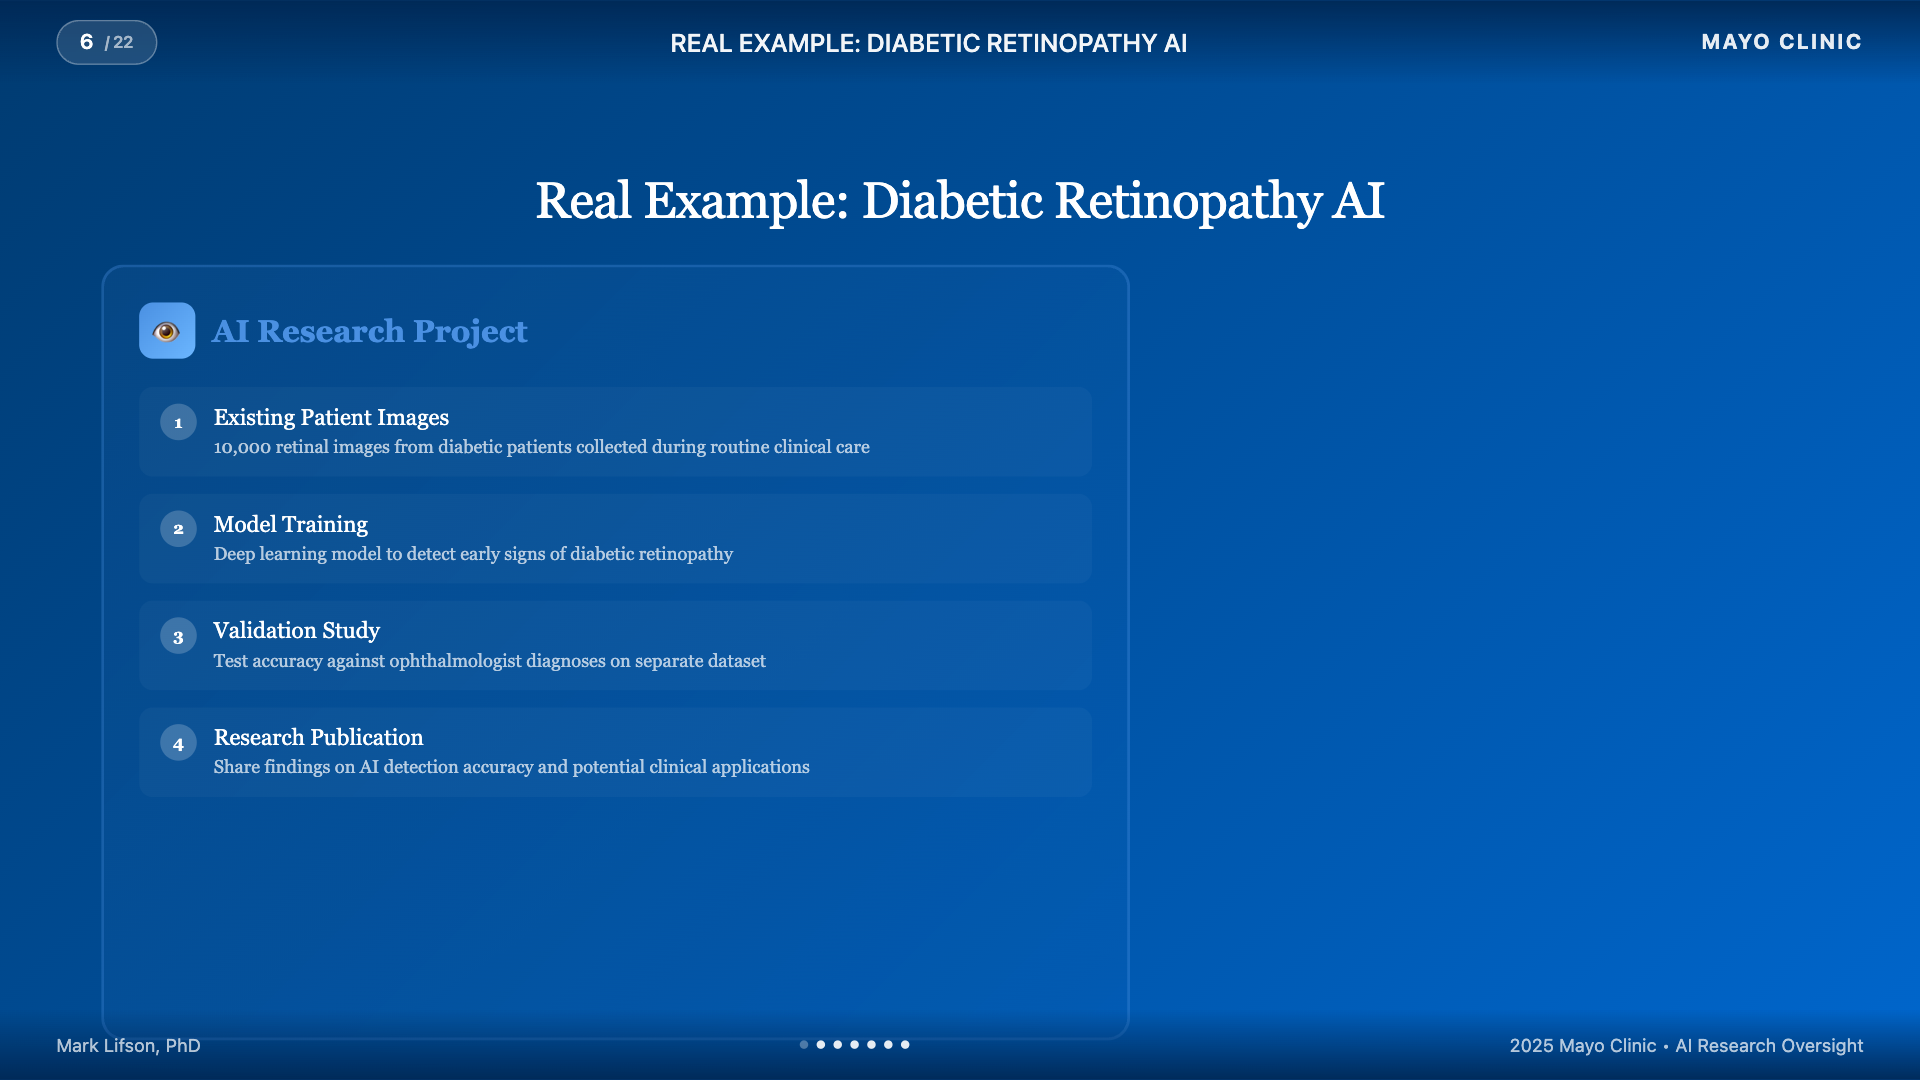 6 / 22
REAL EXAMPLE: DIABETIC RETINOPATHY AI
MAYO CLINIC
Real Example: Diabetic Retinopathy AI
AI Research Project
1
Existing Patient Images
10,000 retinal images from diabetic patients collected during routine clinical care
2
Model Training
Deep learning model to detect early signs of diabetic retinopathy
3
Validation Study
Test accuracy against ophthalmologist diagnoses on separate dataset
4
Research Publication
Share findings on AI detection accuracy and potential clinical applications
Mark Lifson, PhD
2025 Mayo Clinic • AI Research Oversight